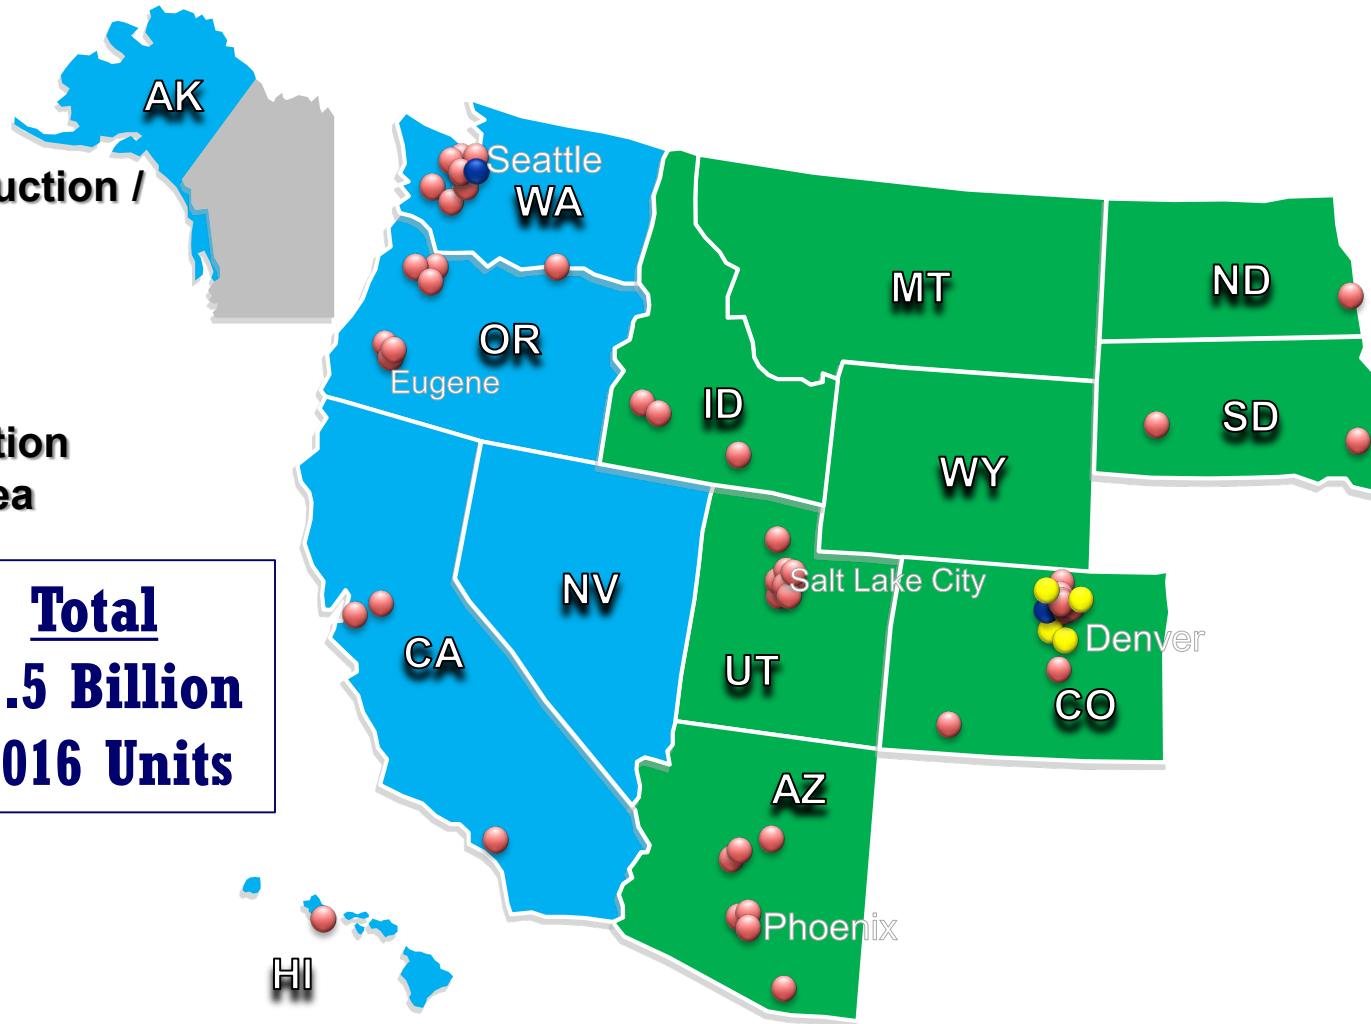 AK
Seattle
uction /
WA
ND
MT
OR
Eugene
ID
SD
tion
WY
ea
Salt Lake City
NV
Total
Denver
CA
UT
.5 Billion
CO
016 Units
AZ
Phoenix
HI